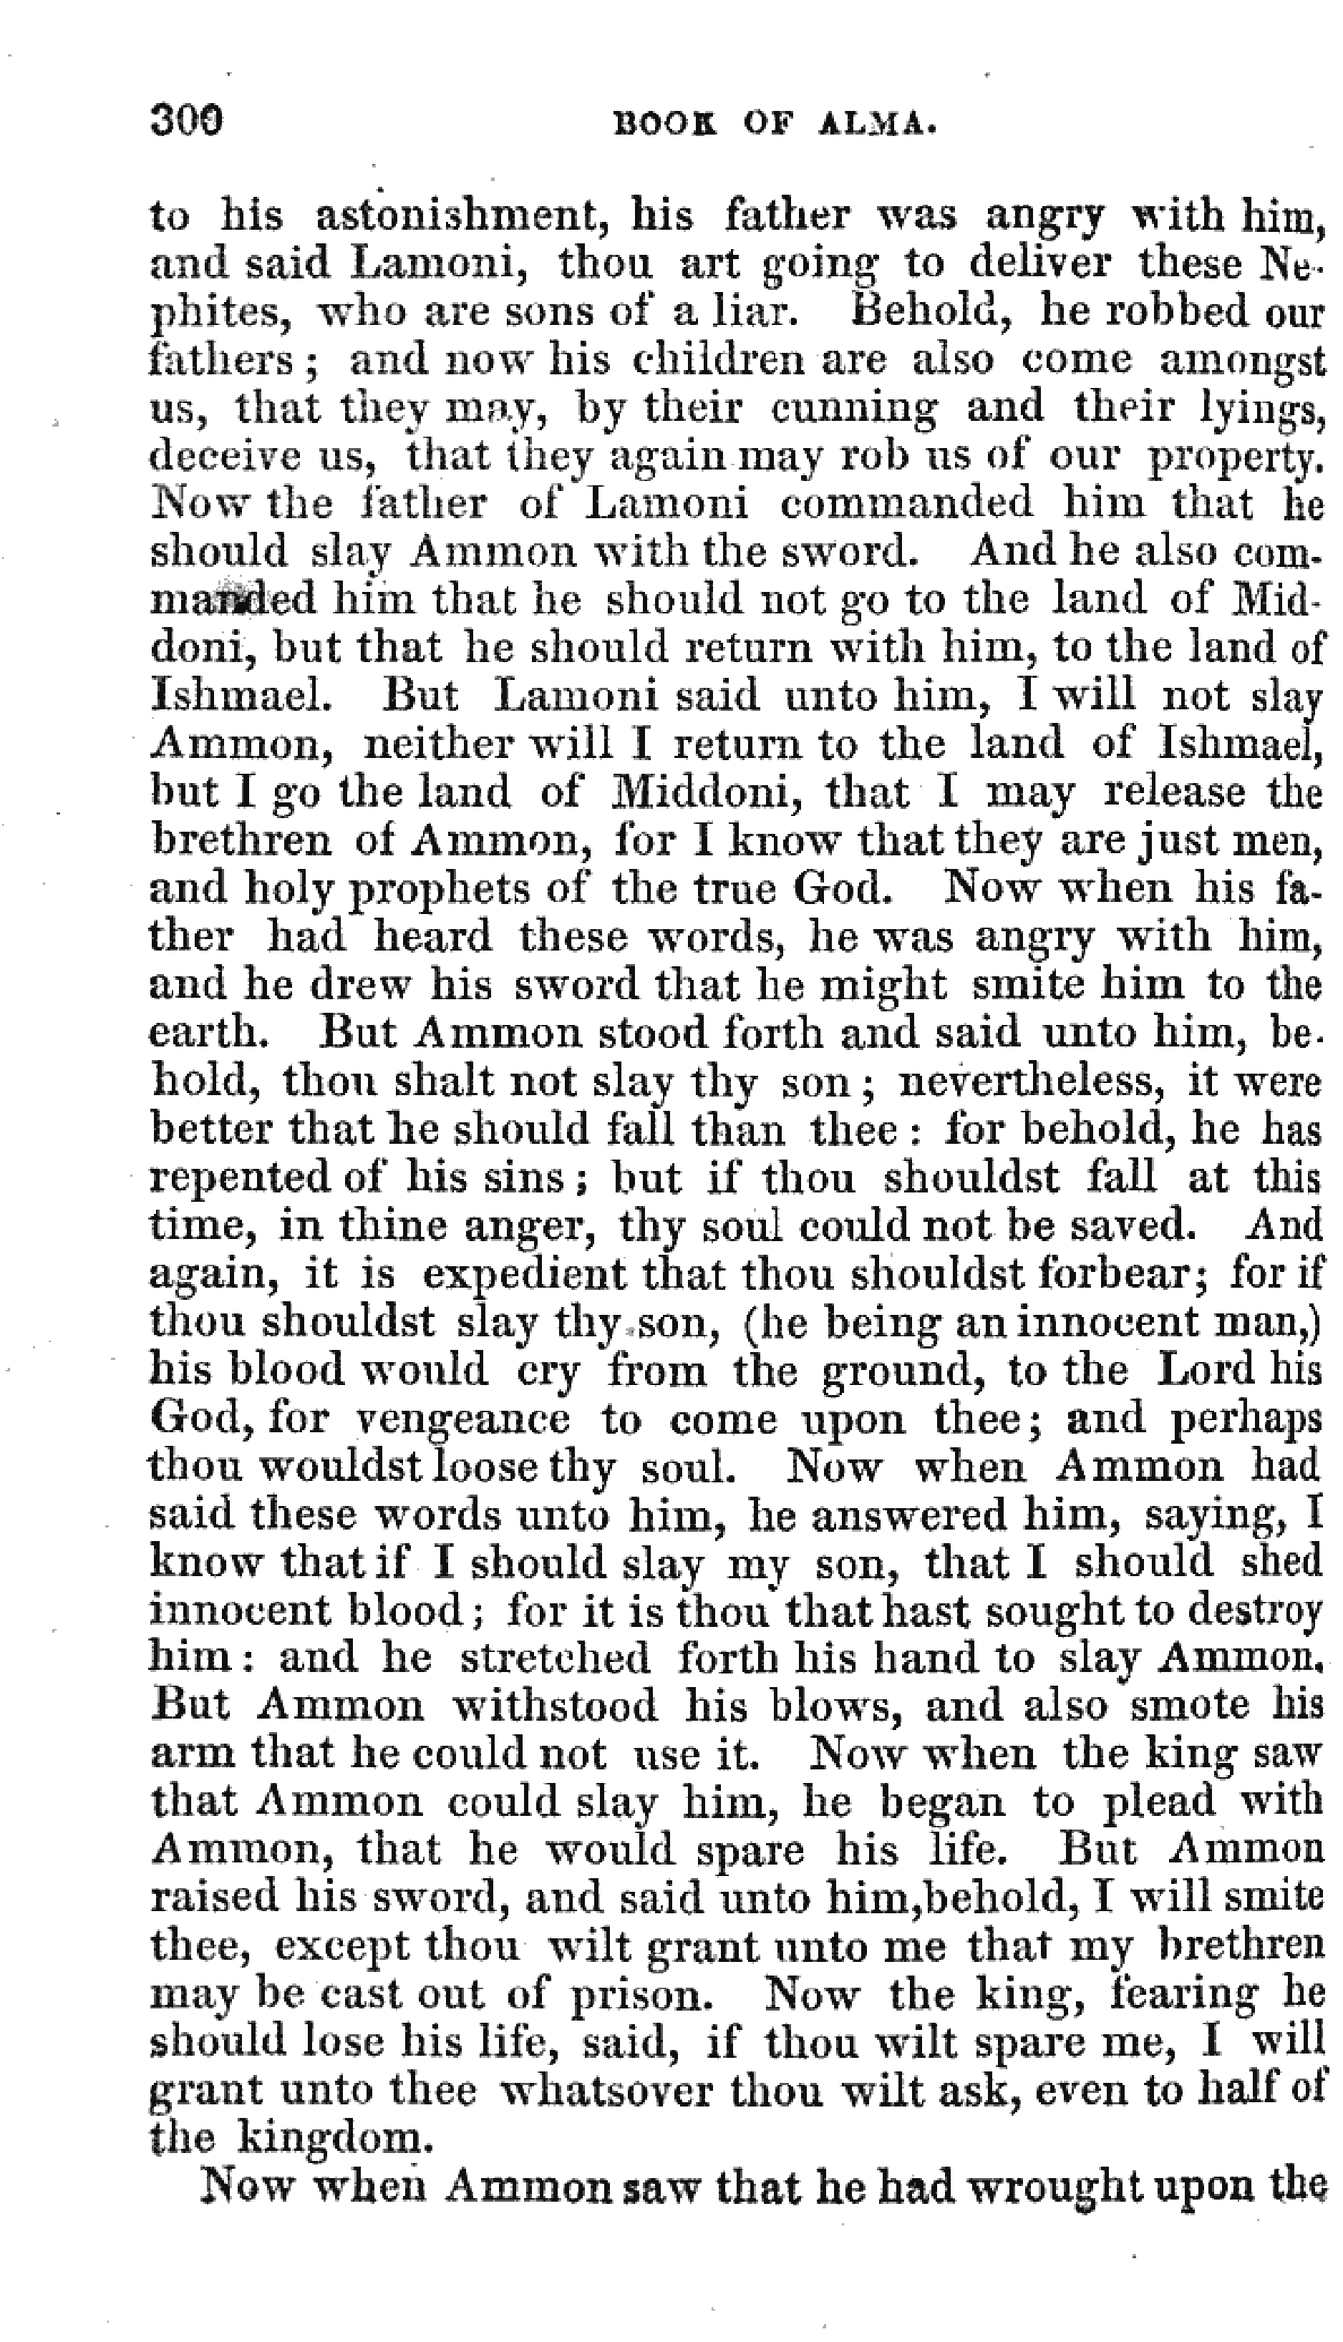 300 BOOK OF ALMA.
to his astonishment, his father was angry with him,
and said Lamoni, thou art going to deliver these Ne-
phites, who are sons of a liar. Behold, he robbed our
fathers; and now his children are also come amongst
us, that they may, by their cunning and their lyings,
deceive us, that they again may rob us of our property.
Now the father of Lamoni commanded him that he
should slay Ammon with the sword. And he also com-
manded him that he should not go to the land of Mid-
doni, but that he should return with him, to the land of
Ishmael. But Lamoni said unto him, I will not slay
Ammon, neither will I return to the land of Ishmael,
but I go the land of Middoni, that I may release the
brethren of Ammon, for I know that they are just men,
and holy prophets of the true God. Now when his fa-
ther had heard these words, he was angry with him,
and he drew his sword that he might smite him to the
earth. But Ammon stood forth and said unto him, be-
hold, thou shalt not slay thy son; nevertheless, it were
better that he should fall than thee: for behold, he has
repented of his sins; but if thou shouldst fall at this
time, in thine anger, thy soul could not be saved. And
again, it is expedient that thou shouldst forbear; for if
thou shouldst slay thy son, (he being an innocent man,)
his blood would cry from the ground, to the Lord his
God, for vengeance to come upon thee; and perhaps
thou wouldst loose thy soul. Now when Ammon had
said these words unto him, he answered him, saying, I
know that if I should slay my son, that I should shed
innocent blood; for it is thou that hast sought to destroy
him: and he stretched forth his hand to slay Ammon.
But Ammon withstood his blows, and also smote his
arm that he could not use it. Now when the king saw
that Ammon could slay him, he began to plead with
Ammon, that he would spare his life. But Ammon
raised his sword, and said unto him,behold, I will smite
thee, except thou wilt grant unto me that my brethren
may be cast out of prison. Now the king, fearing he
should lose his life, said, if thou wilt spare me, I will
grant unto thee whatsover thou wilt ask, even to half of
the kingdom.
Now when Ammon saw that he had wrought upon the